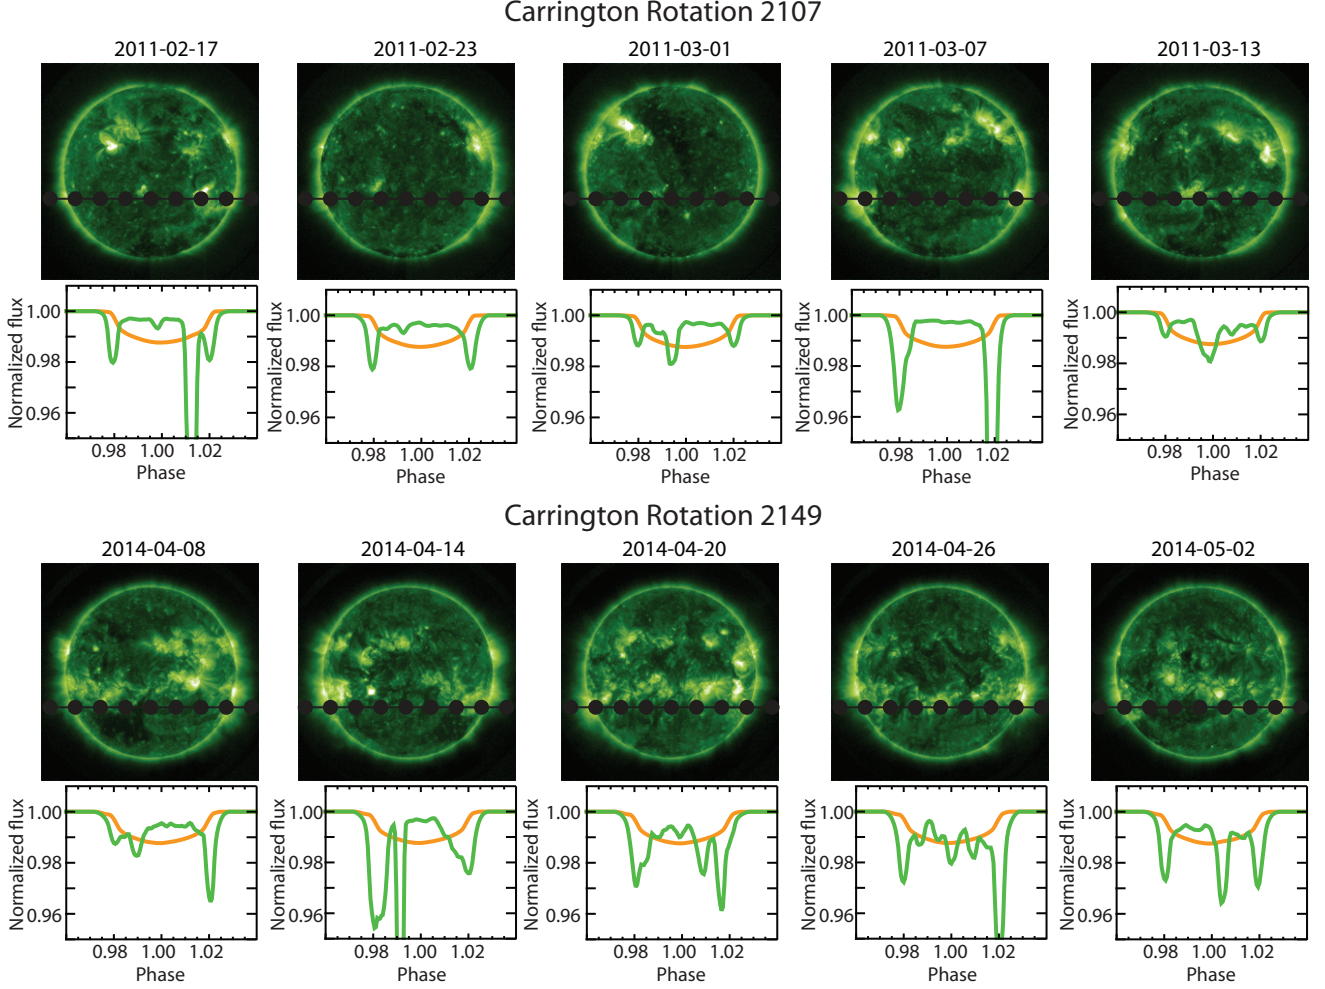 Carrington Rotation 2107
2011-02-17 2011-02-23 2011-03-01 2011-03-07 2011-03-13
Normalized flux 1.00 0.98 0.96 Normalized flux 1.00 0.98 0.96 Normalized flux 1.00 0.98 0.96 Normalized flux 1.00 0.98 0.96 Normalized flux 1.00 0.98 0.96
0.98 1.00 1.02 0.98 1.00 1.02 0.98 1.00 1.02 0.98 1.00 1.02 0.98 1.00 1.02
Phase Phase Phase Phase Phase
Carrington Rotation 2149
2014-04-08 2014-04-14 2014-04-20 2014-04-26 2014-05-02
Normalized flux 1.00 0.98 0.96 Normalized flux 1.00 0.98 0.96 Normalized flux 1.00 0.98 0.96 Normalized flux 1.00 0.98 0.96 Normalized flux 1.00 0.98 0.96
0.98 1.00 1.02 0.98 1.00 1.02 0.98 1.00 1.02 0.98 1.00 1.02 0.98 1.00 1.02
Phase Phase Phase Phase Phase